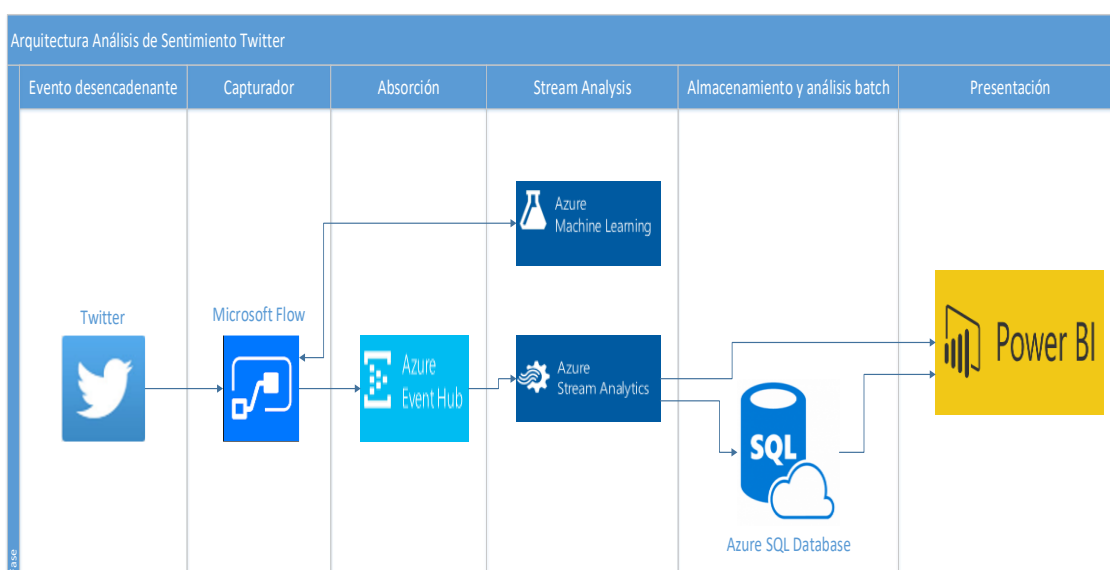 Arquitectura Análisis de Sentimiento Twitter
Evento desencadenante
Capturador
Absorción
Stream Analysis
Almacenamiento y análisis batch
Presentación
Azure
Machine Learning
Twitter
Microsoft Flow
Azure
Event Hub
Azure
Stream Analytics
Power BI
SQL
Azure SQL Database
ase